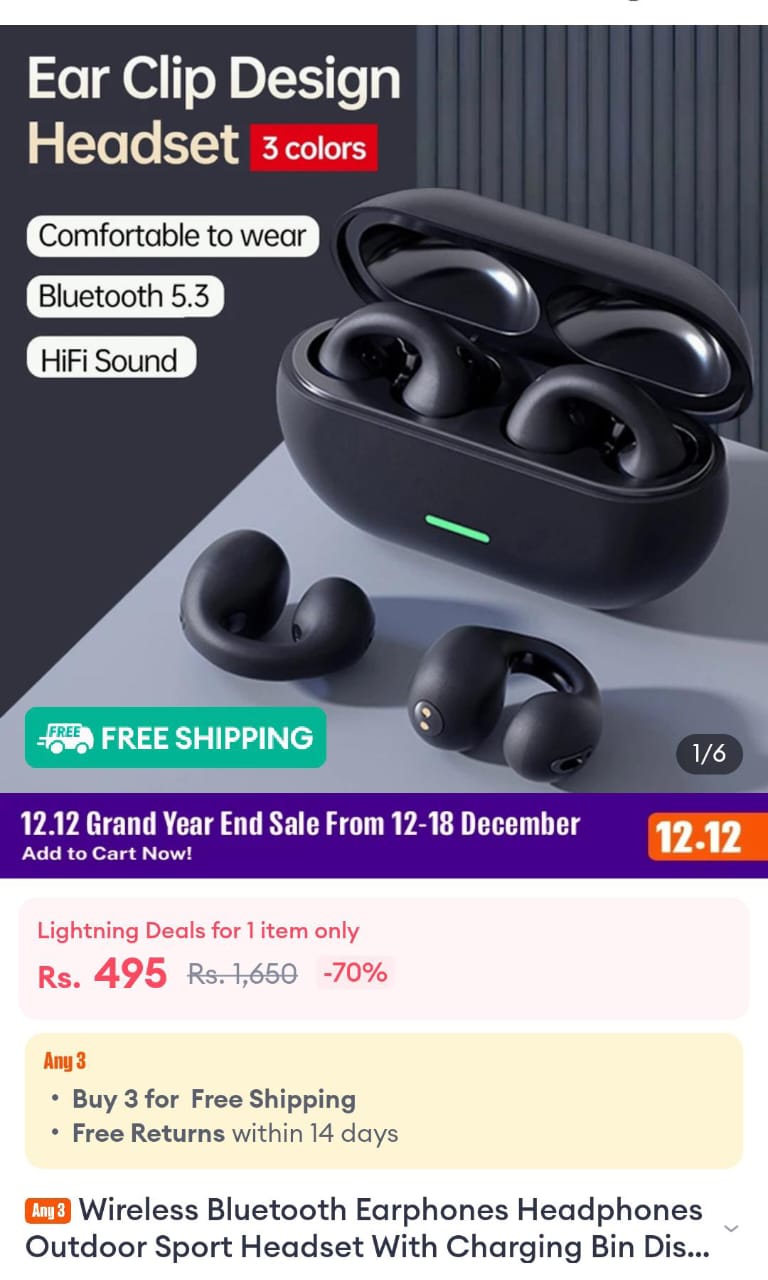 Ear Clip Design
Headset 3 colors
Comfortable to wear
Bluetooth 5.3
HiFi Sound
FREE FREE SHIPPING
1/6
12.12 Grand Year End Sale From 12-18 December
Add to Cart Now!
12.12
Lightning Deals for 1 item only
Rs. 495 Rs. 1,650 -70%
Any 3
• Buy 3 for Free Shipping
• Free Returns within 14 days
Any 3 Wireless Bluetooth Earphones Headphones
Outdoor Sport Headset With Charging Bin Dis...